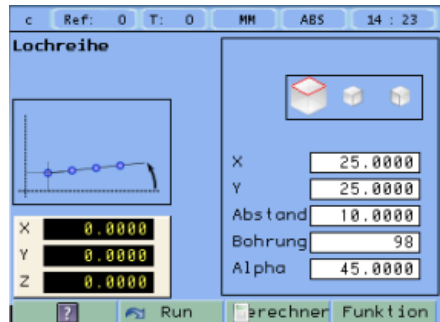 c Ref: 0 T: 0 MM ABS 14 : 23
Lochreihe
X 25.0000
Y 25.0000
Abstand 10.0000
Bohrung 98
Alpha 45.0000
X 0.0000
Y 0.0000
Z 0.0000
? Run erechner Funktion